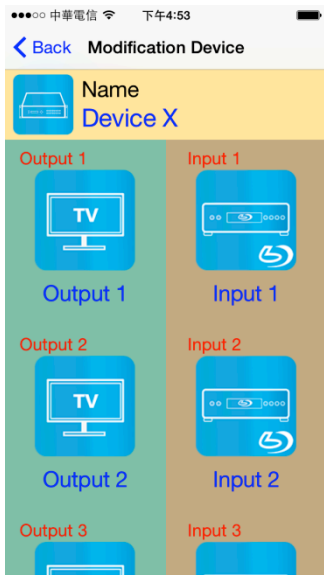 中華電信 下午4:53
Back Modification Device
Name
Device X
Output 1 Input 1
TV
Output 1 Input 1
Output 2 Input 2
TV
Output 2 Input 2
Output 3 Input 3